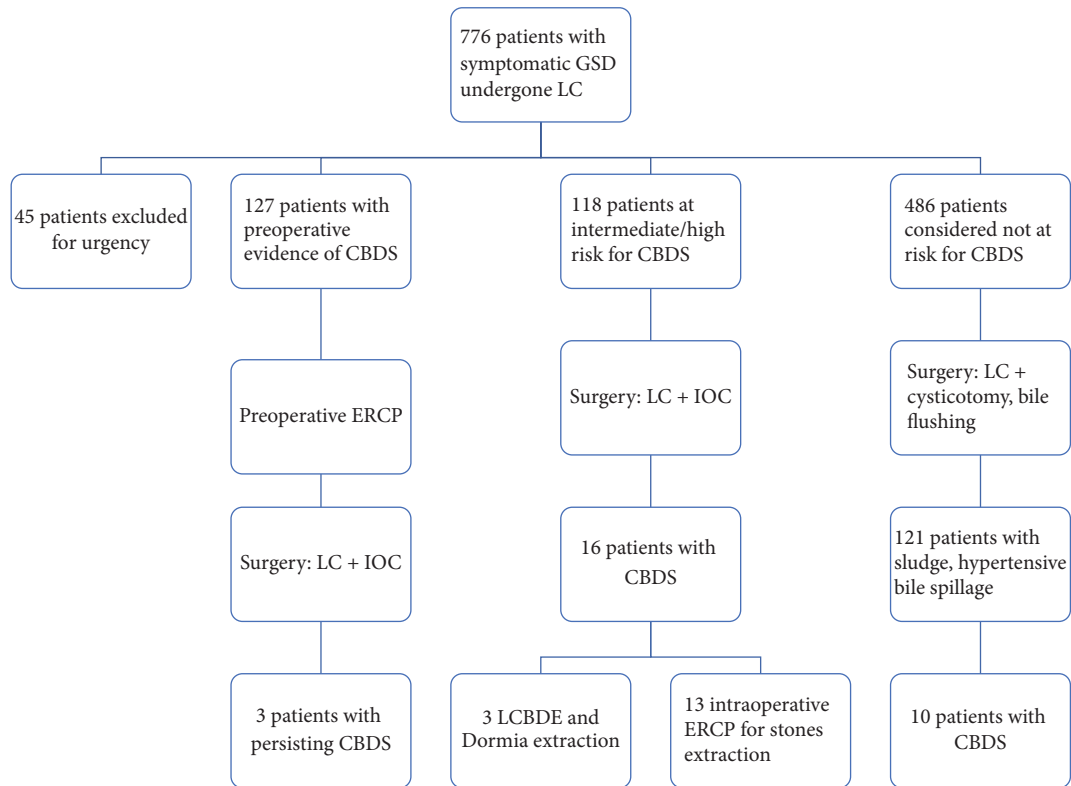 776 patients with
symptomatic GSD
undergone LC
45 patients excluded
for urgency
127 patients with
preoperative
evidence of CBDS
118 patients at
intermediate/high
risk for CBDS
486 patients
considered not at
risk for CBDS
Preoperative ERCP
Surgery: LC + IOC
Surgery: LC +
cysticotomy, bile
flushing
Surgery: LC + IOC
16 patients with
CBDS
121 patients with
sludge, hypertensive
bile spillage
3 patients with
persisting CBDS
3 LCBDE and
Dormia extraction
13 intraoperative
ERCP for stones
extraction
10 patients with
CBDS